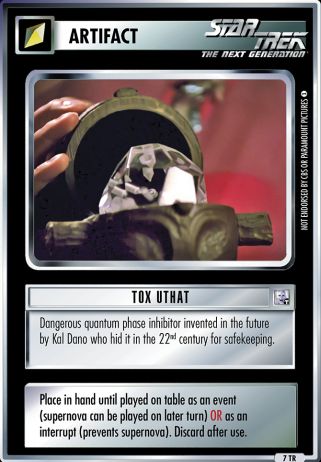 ARTIFACT
STAR TREK
THE NEXT GENERATION
NOT ENDORSED BY CBS OR PARAMOUNT PICTURES
TOX UTHAT
Dangerous quantum phase inhibitor invented in the future
by Kal Dano who hid it in the 22nd century for safekeeping.
Place in hand until played on table as an event
(supernova can be played on later turn) OR as an
interrupt (prevents supernova). Discard after use.
7 TR